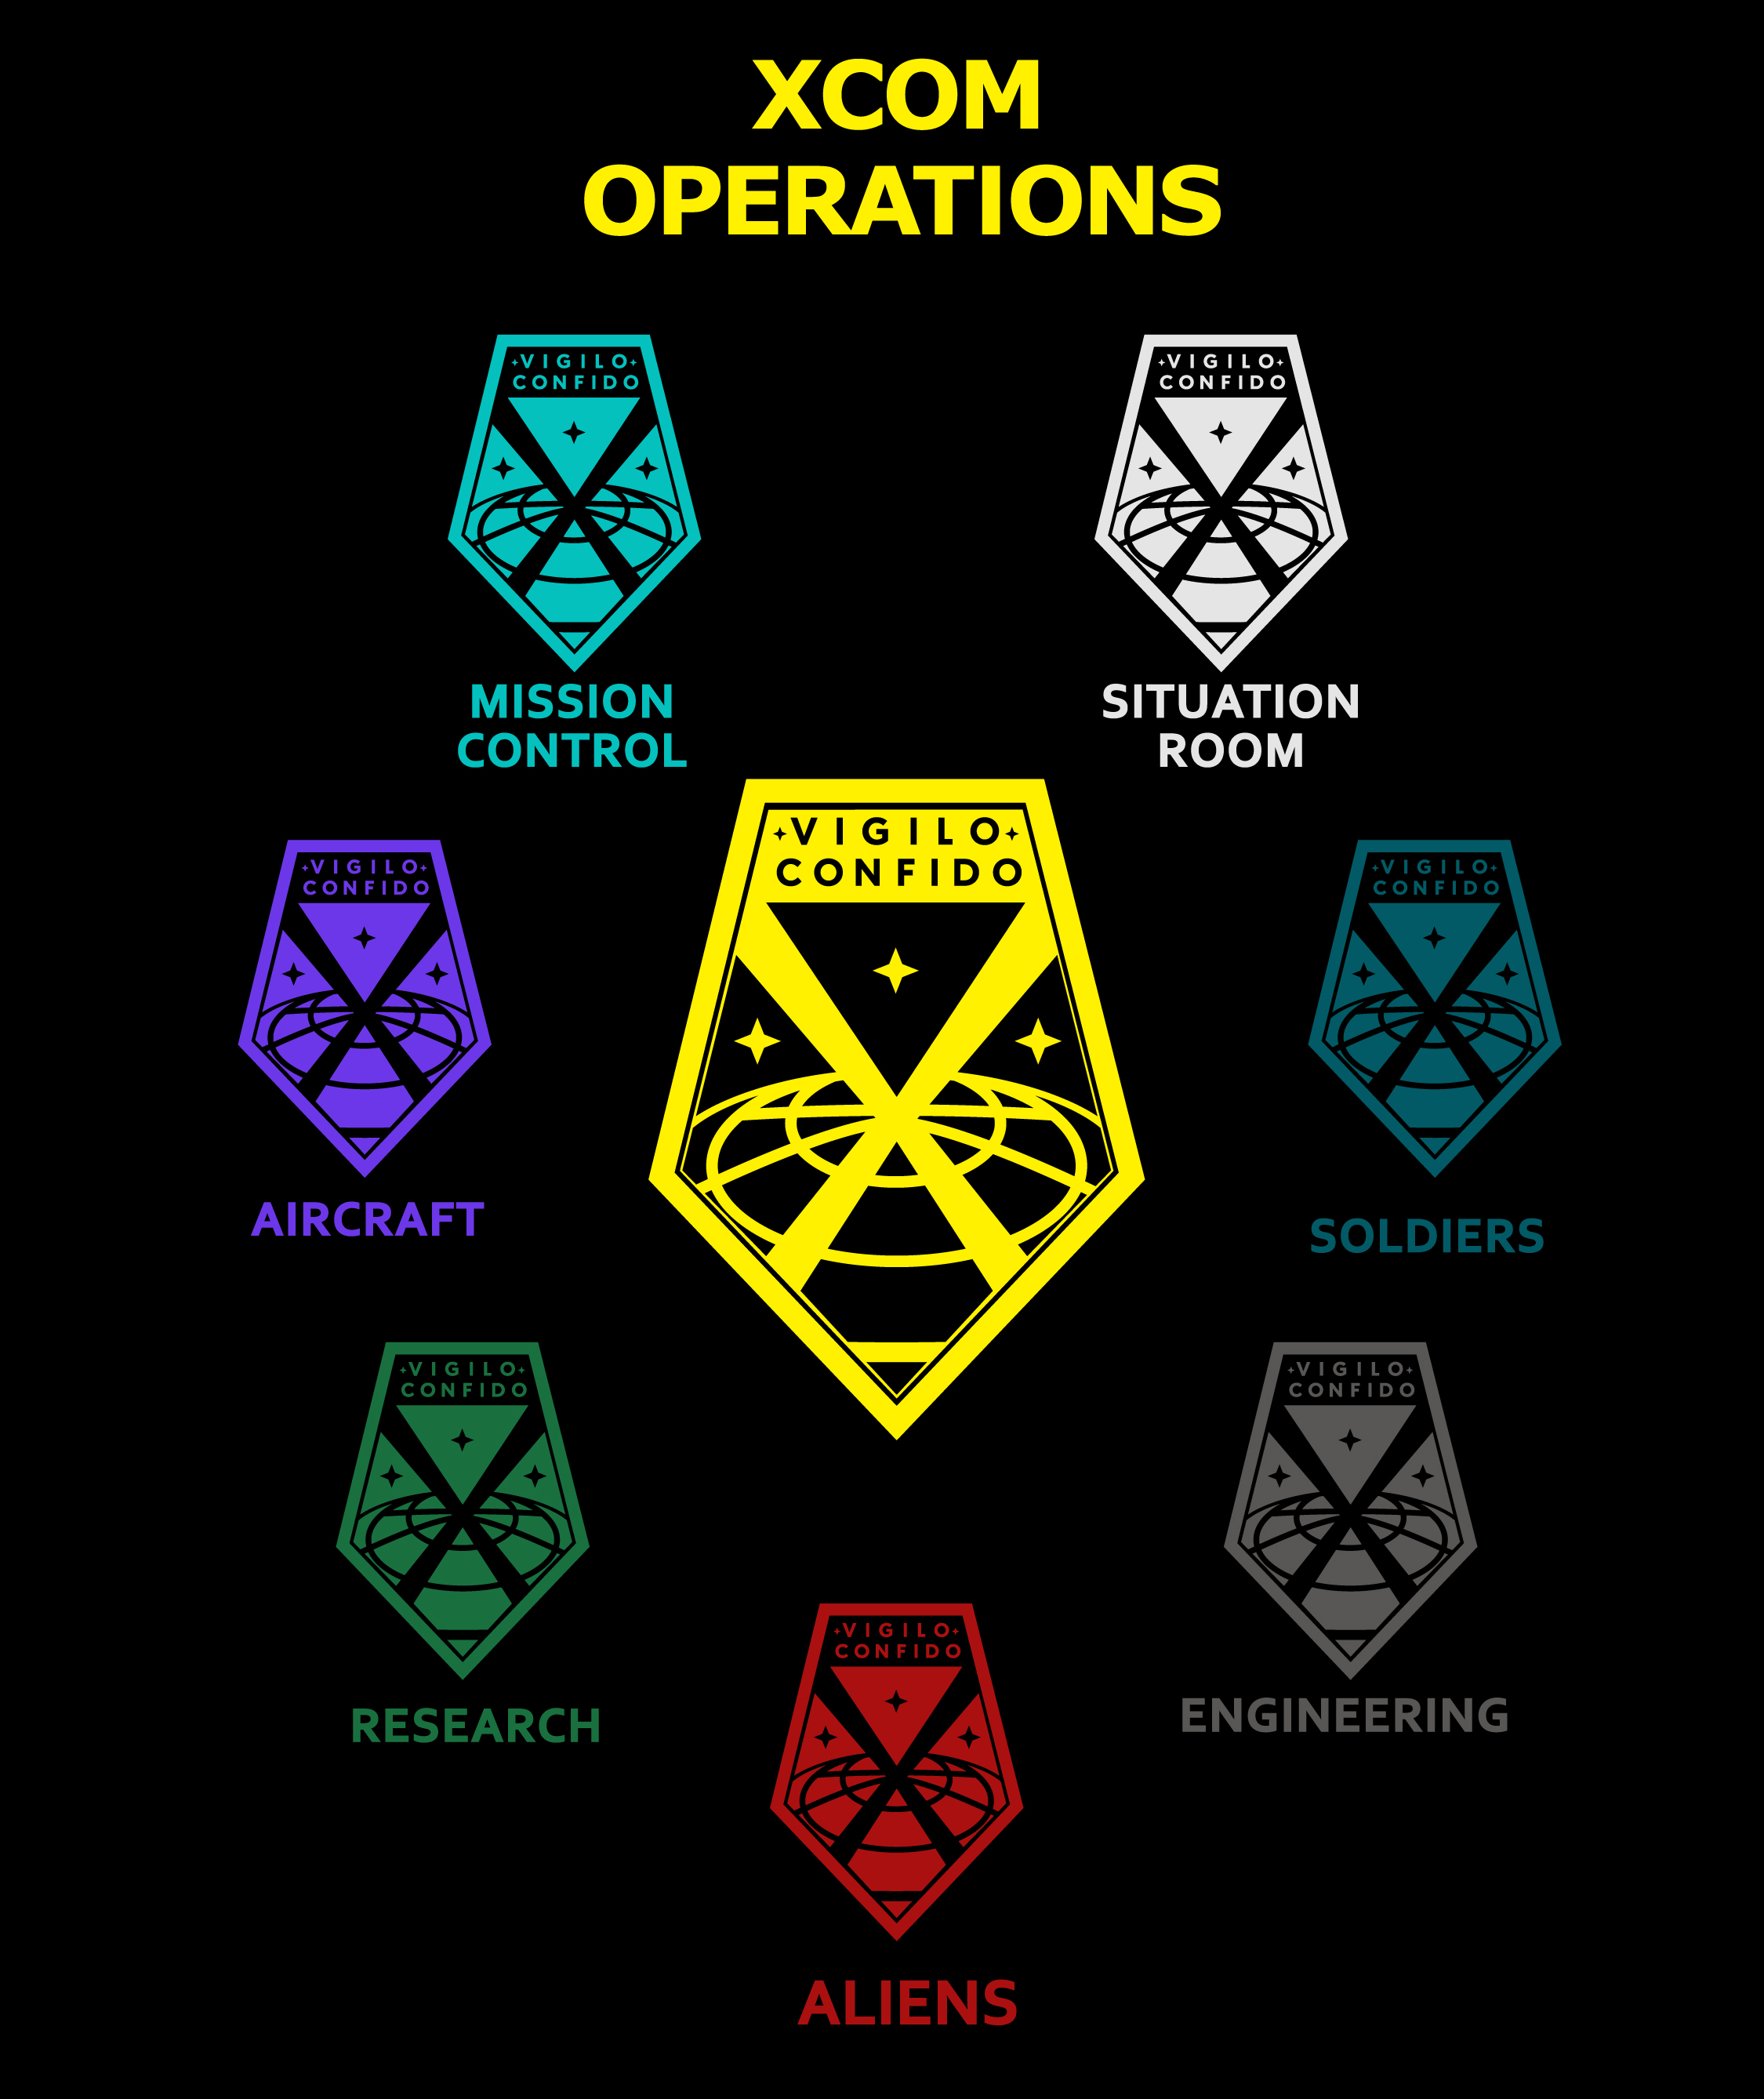 XCOM
OPERATIONS
VIGILO
CONFIDO
MISSION
CONTROL
VIGILO
CONFIDO
SITUATION
ROOM
VIGILO
CONFIDO
VIGILO
CONFIDO
AIRCRAFT
VIGILO
CONFIDO
SOLDIERS
VIGILO
CONFIDO
RESEARCH
VIGILO
CONFIDO
ENGINEERING
VIGILO
CONFIDO
ALIENS